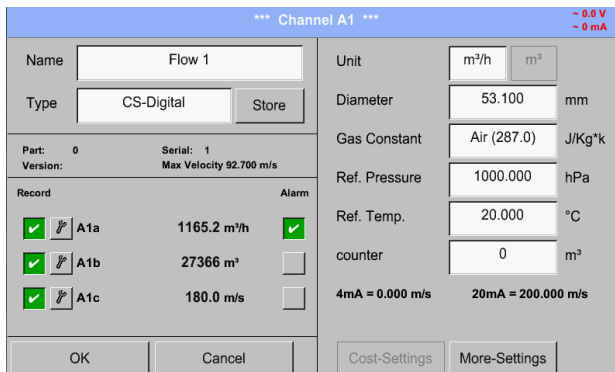 *** Channel A1 ***
~ 0.0 V
~ 0 mA
Name Flow 1
Type CS-Digital Store
Part: 0 Serial: 1
Version: Max Velocity 92.700 m/s
Record Alarm
A1a 1165.2 m³/h
A1b 27366 m³
A1c 180.0 m/s
OK Cancel
Unit m³/h m³
Diameter 53.100 mm
Gas Constant Air (287.0) J/Kg*k
Ref. Pressure 1000.000 hPa
Ref. Temp. 20.000 °C
counter 0 m³
4mA = 0.000 m/s 20mA = 200.000 m/s
Cost-Settings More-Settings